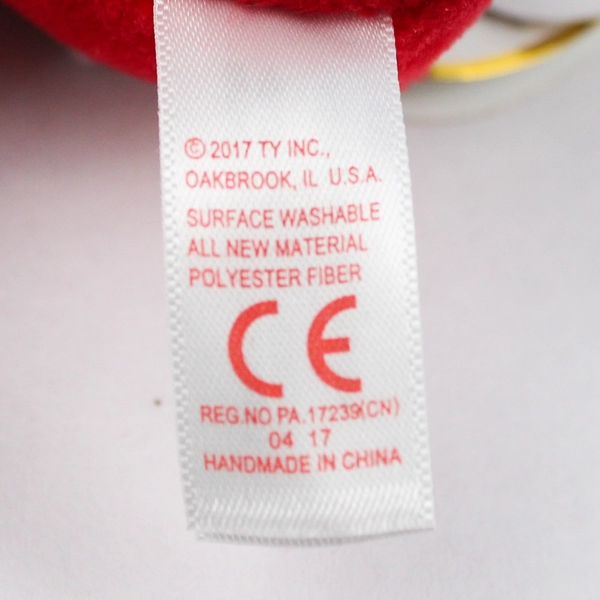 © 2017 TY INC.,
OAKBROOK, IL U.S.A.
SURFACE WASHABLE
ALL NEW MATERIAL
POLYESTER FIBER
CE
REG.NO PA.17239(CN)
04 17
HANDMADE IN CHINA